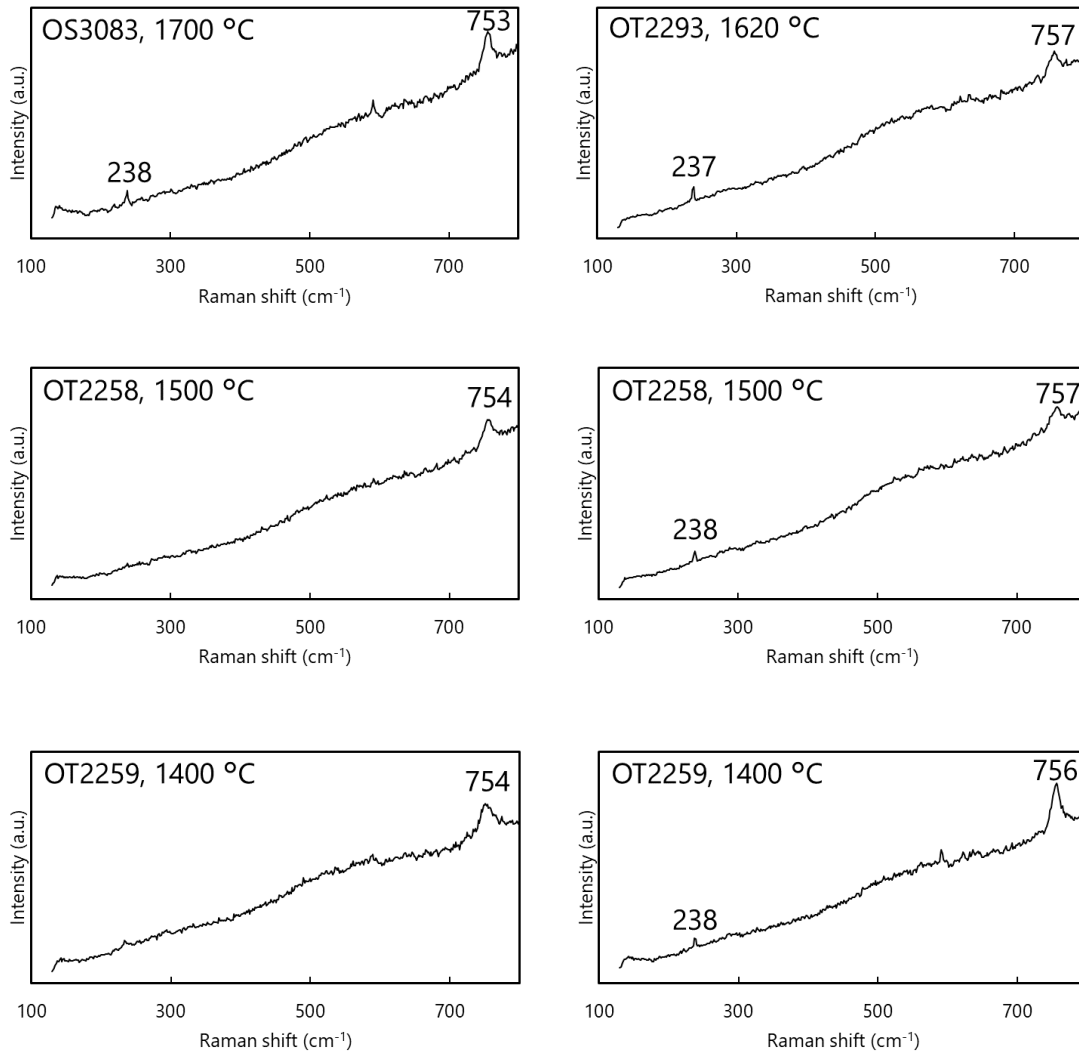 OS3083, 1700 °C
753
238
Intensity (a.u.)
100 300 500 700
Raman shift (cm-1)
OT2293, 1620 °C
757
237
Intensity (a.u.)
100 300 500 700
Raman shift (cm-1)
OT2258, 1500 °C
754
Intensity (a.u.)
100 300 500 700
Raman shift (cm-1)
OT2258, 1500 °C
757
238
Intensity (a.u.)
100 300 500 700
Raman shift (cm-1)
OT2259, 1400 °C
754
Intensity (a.u.)
100 300 500 700
Raman shift (cm-1)
OT2259, 1400 °C
756
238
Intensity (a.u.)
100 300 500 700
Raman shift (cm-1)